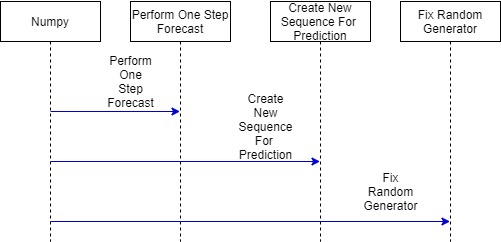 Numpy
Perform One Step
Forecast
Create New
Sequence For
Prediction
Fix Random
Generator
Perform
One
Step
Forecast
Create
New
Sequence
For
Prediction
Fix
Random
Generator